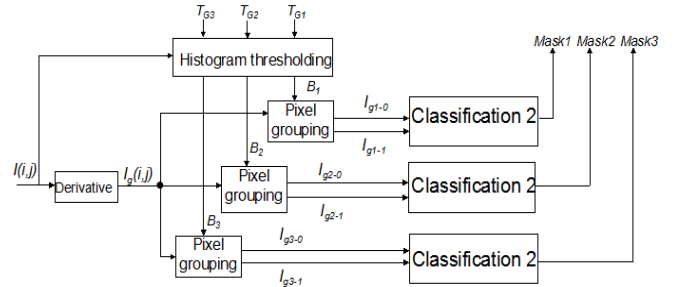 T_G3 T_G2 T_G1
Mask1 Mask2 Mask3
Histogram thresholding
B_1
Pixel
grouping
I_g1-0
I_g1-1
Classification 2
B_2
Pixel
grouping
I_g2-0
I_g2-1
Classification 2
I(i,j)
Derivative
I_g(i,j)
B_3
Pixel
grouping
I_g3-0
I_g3-1
Classification 2